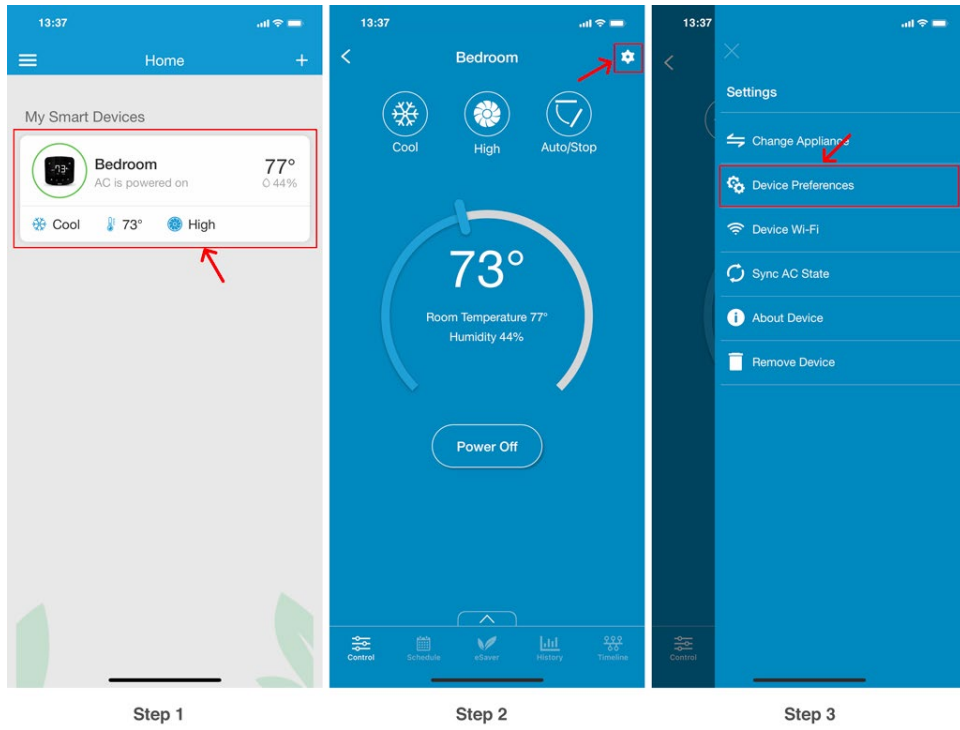 13:37
Home
+
My Smart Devices
-73-
Bedroom
77°
AC is powered on
44%
Cool
73°
High
Step 1
13:37
Bedroom
Cool
High
Auto/Stop
73°
Room Temperature 77°
Humidity 44%
Power Off
Control
Schedule
eSaver
History
Timeline
Step 2
13:37
Settings
Change Appliance
Device Preferences
Device Wi-Fi
Sync AC State
About Device
Remove Device
Control
Step 3